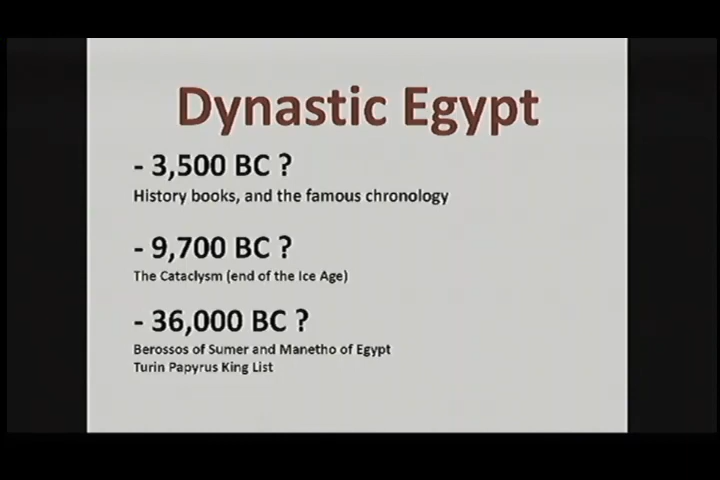 Dynastic Egypt
- 3,500 BC ?
History books, and the famous chronology
- 9,700 BC ?
The Cataclysm (end of the Ice Age)
- 36,000 BC ?
Berossos of Sumer and Manetho of Egypt
Turin Papyrus King List